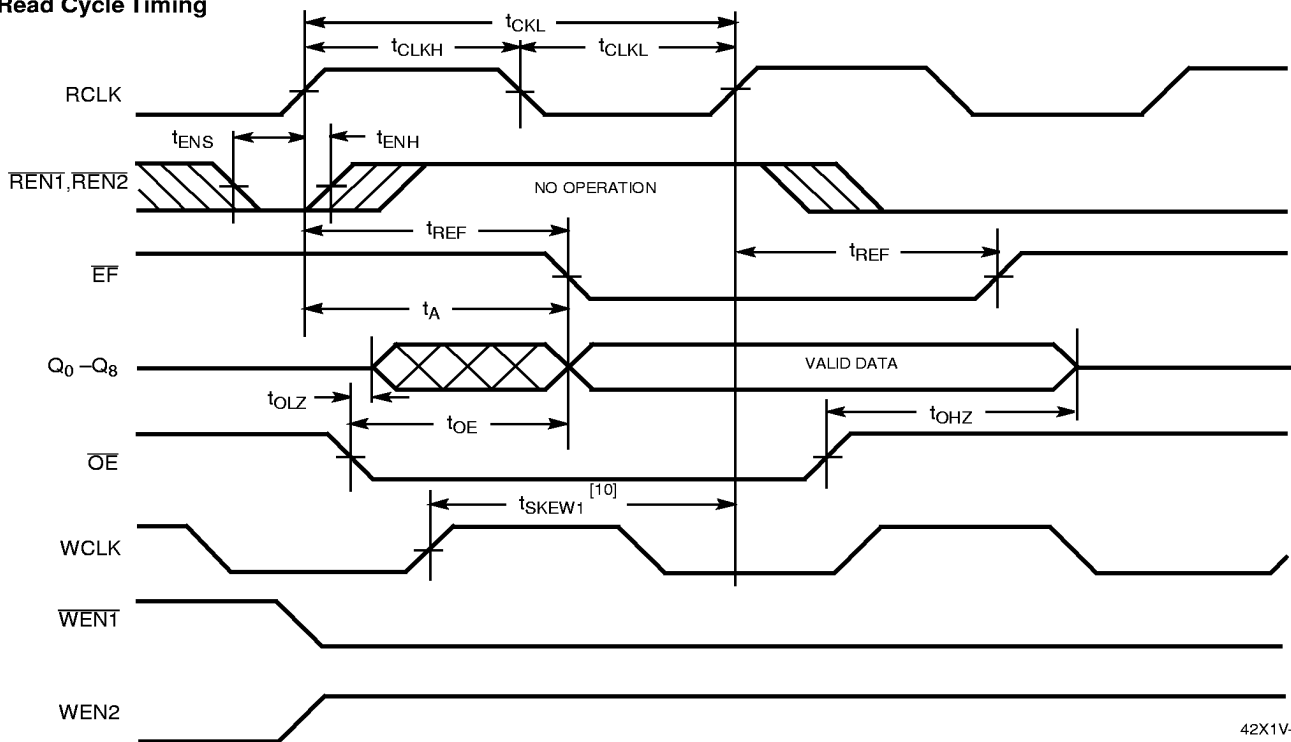 Read Cycle Timing
tCKL
tCLKH tCLKL
RCLK
tENS tENH
REN1,REN2 NO OPERATION
tREF tREF
EF
tA
Q0 –Q8 VALID DATA
tOLZ tOE tOHZ
OE
tSKEW1 [10]
WCLK
WEN1
WEN2
42X1V-